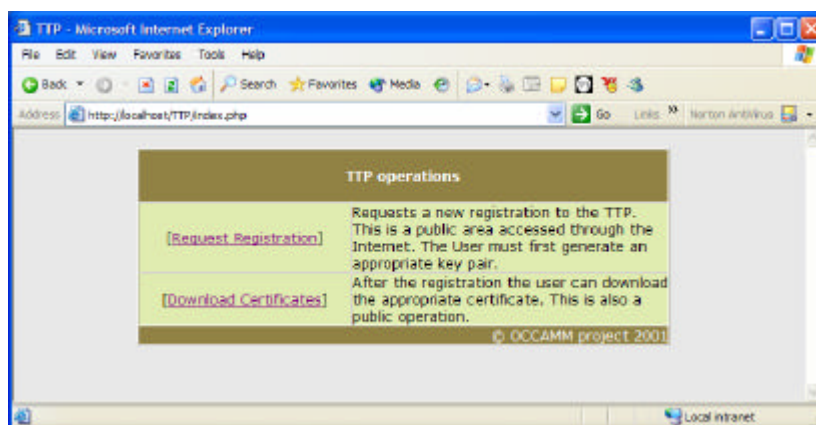 TTP - Microsoft Internet Explorer
File Edit View Favorites Tools Help
Back Search Favorites Media
Address http://localhost/TTP/index.php Go Links » Norton AntiVirus
TTP operations
[Request Registration]
Requests a new registration to the TTP.
This is a public area accessed through the
Internet. The User must first generate an
appropriate key pair.
[Download Certificates]
After the registration the user can download
the appropriate certificate. This is also a
public operation.
© OCCAMM project 2001
Local intranet